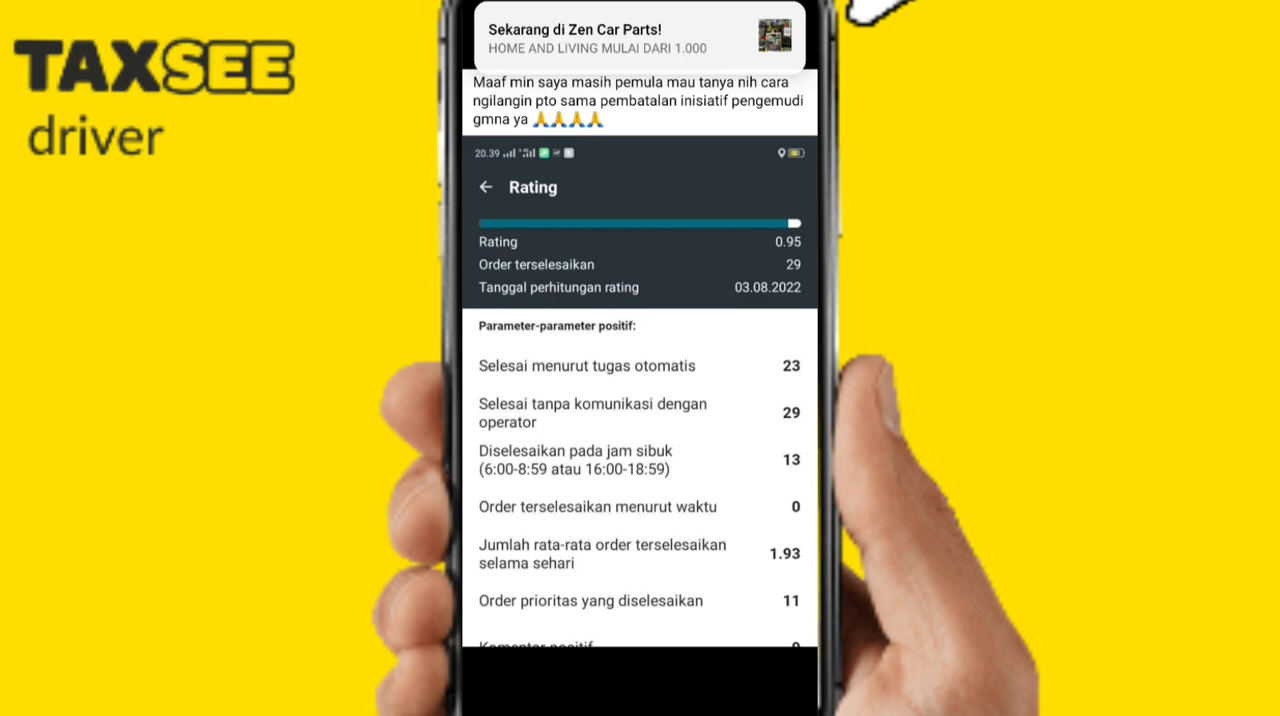 TAXSEE
driver
Sekarang di Zen Car Parts!
HOME AND LIVING MULAI DARI 1.000
Maaf min saya masih pemula mau tanya nih cara
ngilangin pto sama pembatalan inisiatif pengemudi
gmna ya 🙏🙏🙏🙏
20.39
← Rating
Rating 0.95
Order terselesaikan 29
Tanggal perhitungan rating 03.08.2022
Parameter-parameter positif:
Selesai menurut tugas otomatis 23
Selesai tanpa komunikasi dengan
operator 29
Diselesaikan pada jam sibuk
(6:00-8:59 atau 16:00-18:59) 13
Order terselesaikan menurut waktu 0
Jumlah rata-rata order terselesaikan
selama sehari 1.93
Order prioritas yang diselesaikan 11
Komentar positif